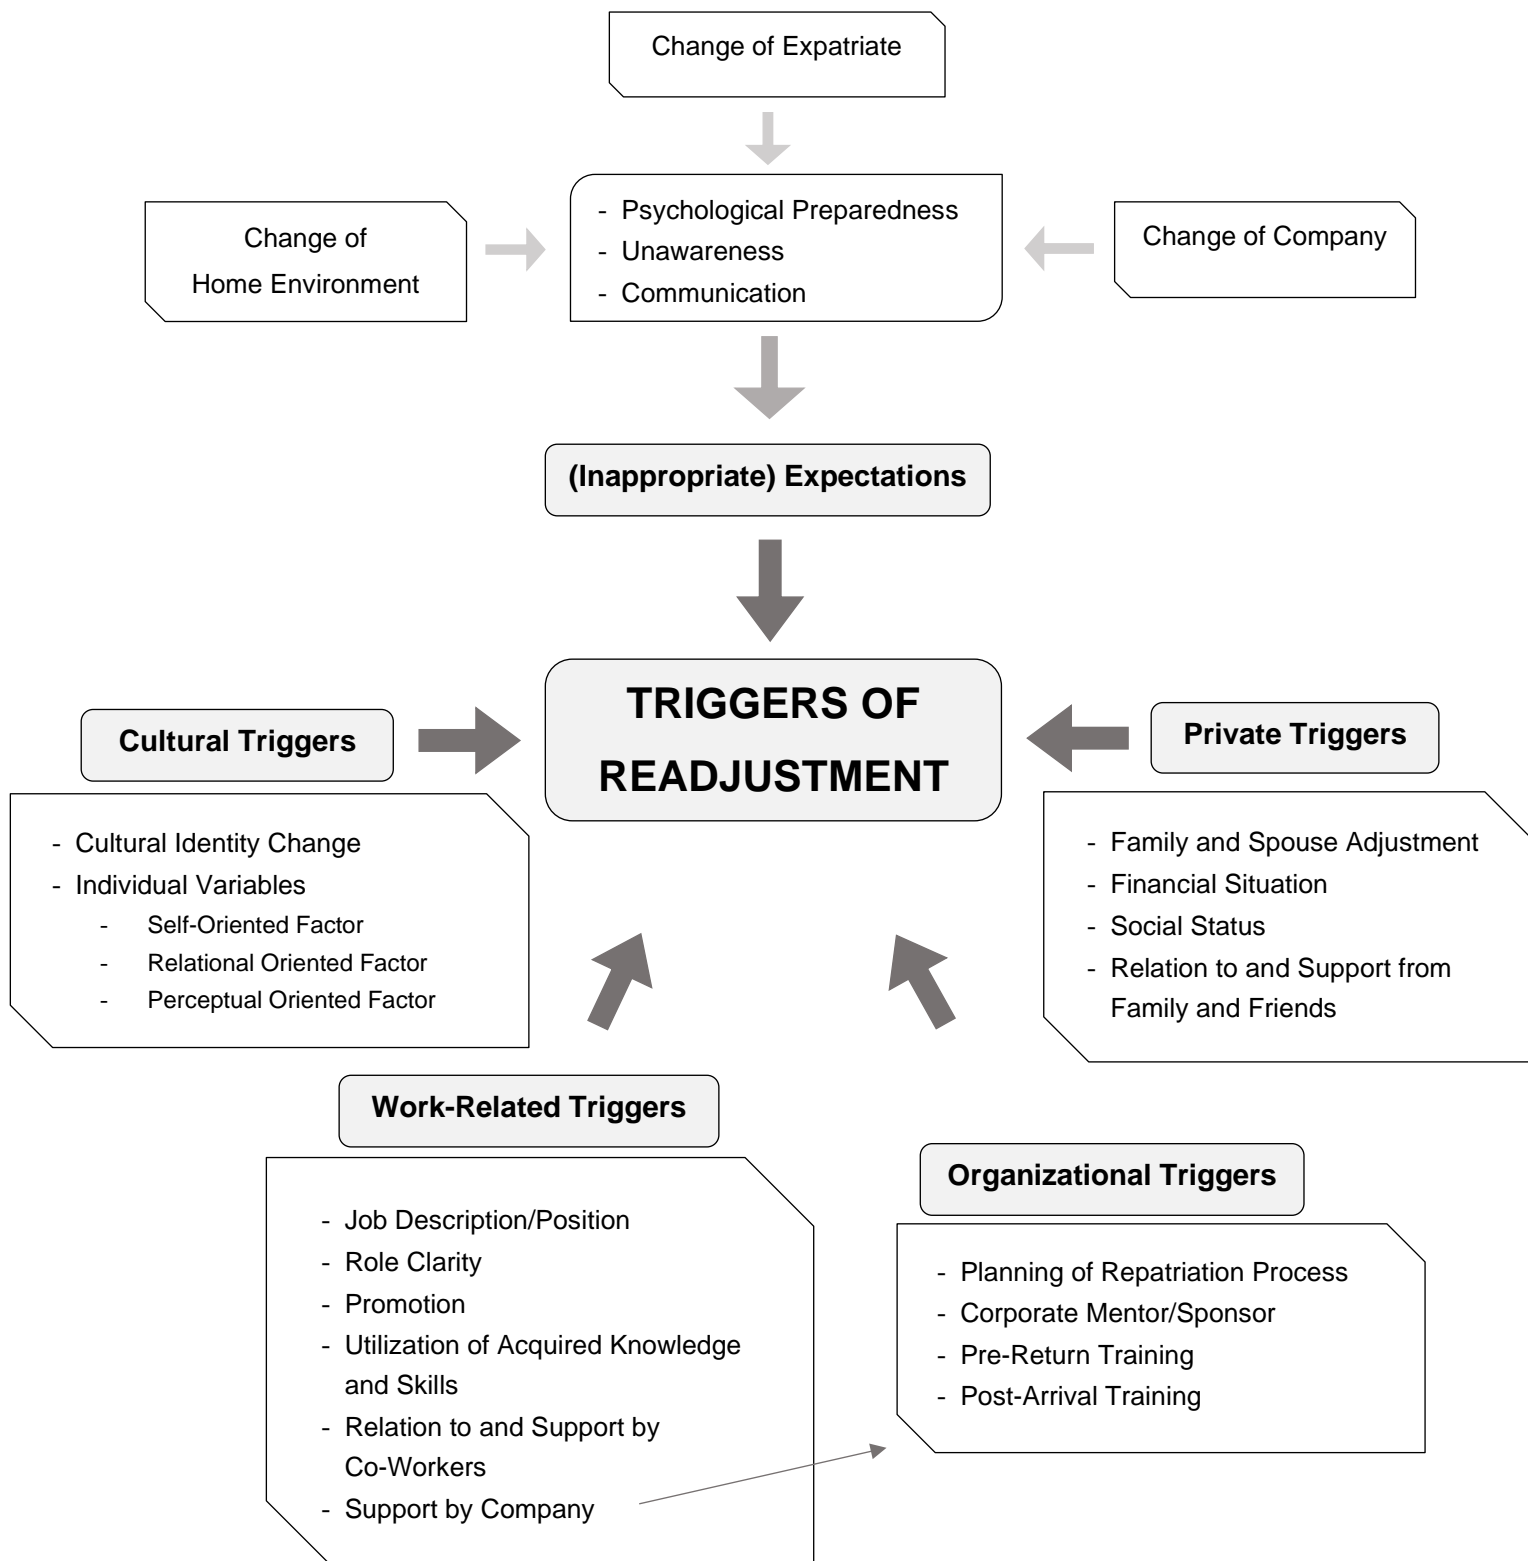 Change of Expatriate
Change of
Home Environment
- Psychological Preparedness
- Unawareness
- Communication
Change of Company
(Inappropriate) Expectations
TRIGGERS OF
READJUSTMENT
Cultural Triggers
- Cultural Identity Change
- Individual Variables
- Self-Oriented Factor
- Relational Oriented Factor
- Perceptual Oriented Factor
Private Triggers
- Family and Spouse Adjustment
- Financial Situation
- Social Status
- Relation to and Support from
Family and Friends
Work-Related Triggers
- Job Description/Position
- Role Clarity
- Promotion
- Utilization of Acquired Knowledge
and Skills
- Relation to and Support by
Co-Workers
- Support by Company
Organizational Triggers
- Planning of Repatriation Process
- Corporate Mentor/Sponsor
- Pre-Return Training
- Post-Arrival Training